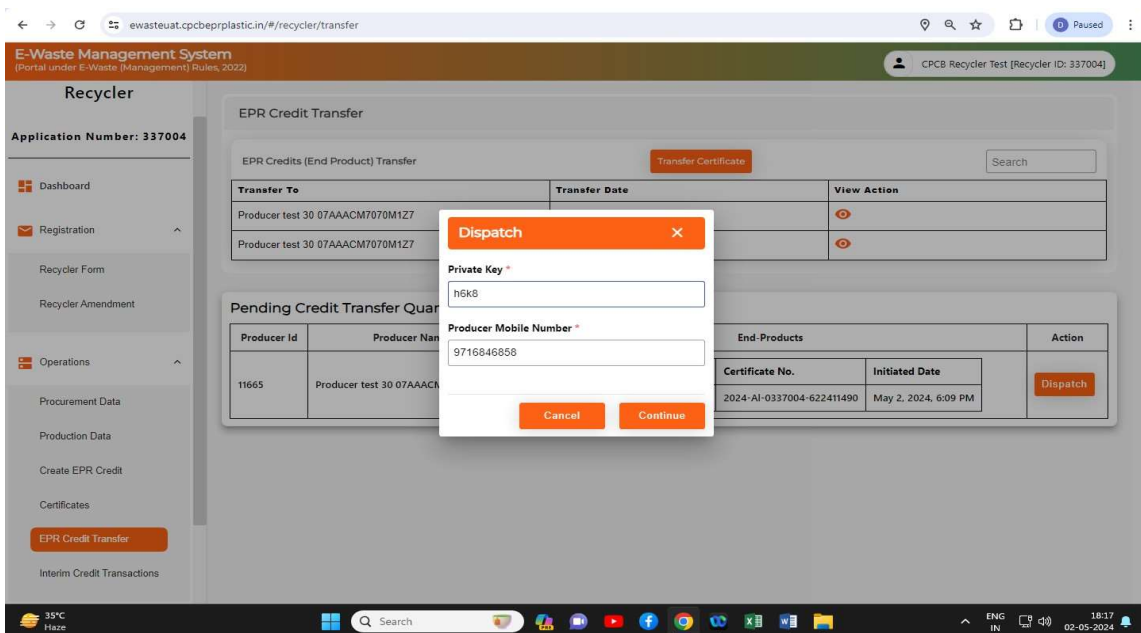 ewasteuat.cpcbeprplastic.in/#/recycler/transfer
D Paused
E-Waste Management System
(Portal under E-Waste (Management) Rules, 2022)
CPCB Recycler Test [Recycler ID: 337004]
Recycler
Application Number: 337004
Dashboard
Registration
Recycler Form
Recycler Amendment
Operations
Procurement Data
Production Data
Create EPR Credit
Certificates
EPR Credit Transfer
Interim Credit Transactions
EPR Credit Transfer
EPR Credits (End Product) Transfer
Transfer Certificate
Search
Transfer To Transfer Date View Action
Producer test 30 07AAACM7070M1Z7
Producer test 30 07AAACM7070M1Z7
Pending Credit Transfer Quar
Producer Id Producer Nan End-Products Action
Certificate No. Initiated Date
11665 Producer test 30 07AAACM 2024-Al-0337004-622411490 May 2, 2024, 6:09 PM Dispatch
Dispatch
Private Key *
h6k8
Producer Mobile Number *
9716846858
Cancel Continue
35°C
Haze
Search
ENG
IN
18:17
02-05-2024